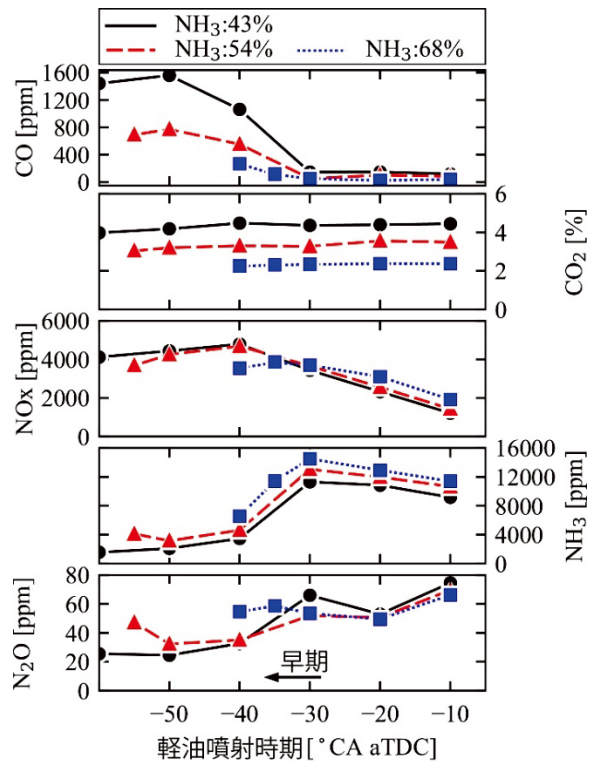 NH₃:43%
NH₃:54% NH₃:68%
CO [ppm]
1600
1200
800
400
0
CO₂ [%]
6
4
2
0
NOx [ppm]
6000
4000
2000
0
NH₃ [ppm]
16000
12000
8000
4000
0
N₂O [ppm]
80
60
40
20
0
早期
−50 −40 −30 −20 −10
軽油噴射時期[°CA aTDC]